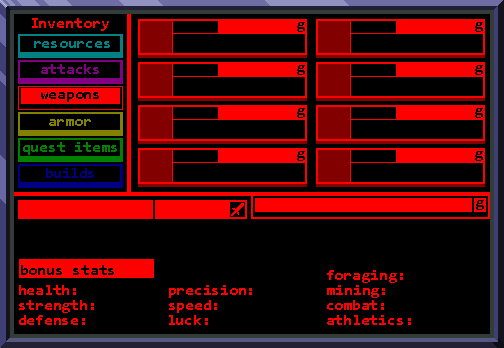 Inventory
resources
attacks
weapons
armor
quest items
builds
g g
g g
g g
g g
g
bonus stats
health: precision: foraging:
strength: speed: mining:
defense: luck: combat:
athletics: